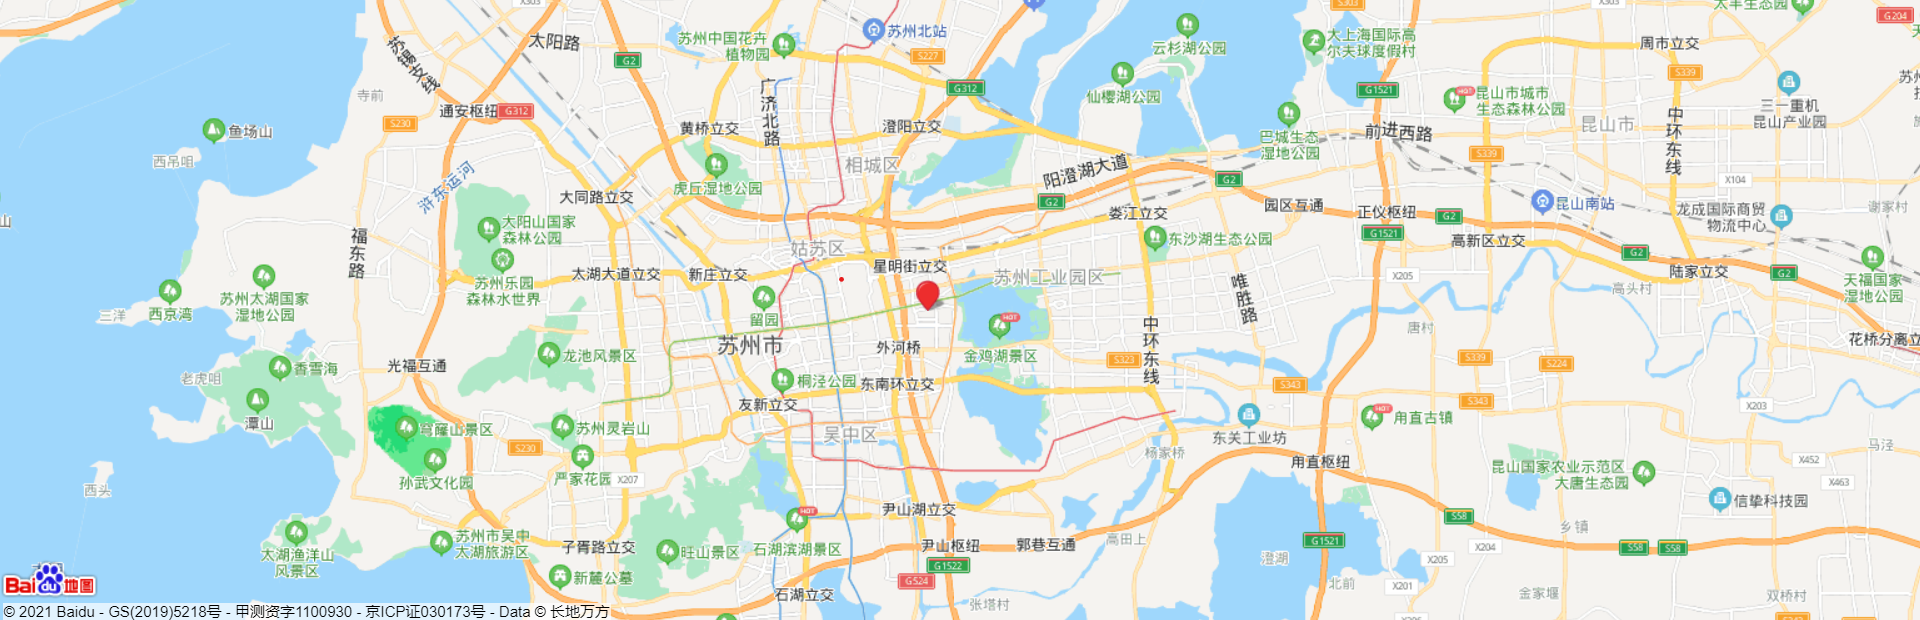 X303
S303
太阳路
苏州中国花卉
植物园
苏州北站
云杉湖公园
大上海国际高
尔夫球度假村
周市立交
G204
苏锡支线
G2
S227
G312
仙樱湖公园
G1521
S339
寺前
通安枢纽
G312
S230
广济北路
黄桥立交
澄阳立交
昆山市城市
生态森林公园
HOT
三一重机
昆山产业园
鱼场山
西吊咀
相城区
巴城生态
湿地公园
前进西路
昆山市
中环东线
浒东运河
虎丘湿地公园
阳澄湖大道
G2
S339
X104
大同路立交
G2
娄江立交
园区互通
正仪枢纽
G2
昆山南站
龙成国际商贸
物流中心
谢家村
大阳山国家
森林公园
福东路
姑苏区
东沙湖生态公园
G1521
高新区立交
G2
苏州乐园
森林水世界
太湖大道立交
新庄立交
星明街立交
苏州工业园区
X205
陆家立交
G2
天福国家
湿地公园
西京湾
苏州太湖国家
湿地公园
三洋
留园
唯胜路
高头村
唐村
苏州市
外河桥
HOT
金鸡湖景区
中环东线
S323
S339
S224
花桥分离立
龙池风景区
光福互通
香雪海
老虎咀
桐泾公园
东南环立交
S343
潭山
友新立交
S343
X203
穹窿山景区
苏州灵岩山
吴中区
东关工业坊
HOT
甪直古镇
马泾
S230
严家花园
杨家桥
甪直枢纽
X452
昆山国家农业示范区
大唐生态园
孙武文化园
X207
西头
X463
信挚科技园
HOT
尹山湖立交
S58
乡镇
太湖渔洋山
风景区
苏州市吴中
太湖旅游区
子胥路立交
旺山景区
石湖滨湖景区
尹山枢纽
郭巷互通
高田上
G1521
X204
S58
S58
澄湖
X205
新麓公墓
G1522
G524
石湖立交
张塔村
北前
X201
金家堰
双桥村
Bai du 地图
© 2021 Baidu - GS(2019)5218号 - 甲测资字1100930 - 京ICP证030173号 - Data © 长地万方